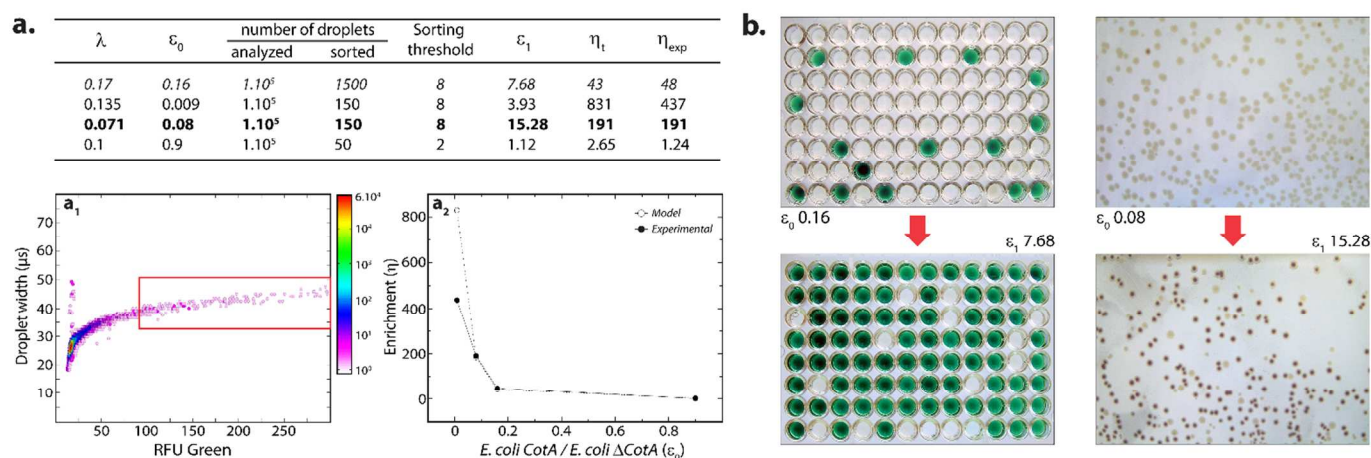 a.
λ ε₀ number of droplets Sorting threshold ε₁ ηₜ ηₑₓₚ
analyzed sorted
0.17 0.16 1.10⁵ 1500 8 7.68 43 48
0.135 0.009 1.10⁵ 150 8 3.93 831 437
0.071 0.08 1.10⁵ 150 8 15.28 191 191
0.1 0.9 1.10⁵ 50 2 1.12 2.65 1.24
a₁
Droplet width (µs)
70
60
50
40
30
20
10
50 100 150 200 250
RFU Green
6.10⁴
10⁴
10³
10²
10¹
10⁰
a₂
Enrichment (η)
800
600
400
200
0
Model
Experimental
0 0.2 0.4 0.6 0.8 1.0
E. coli CotA / E. coli ΔCotA (ε₀)
b.
ε₀ 0.16
ε₁ 7.68
ε₀ 0.08
ε₁ 15.28